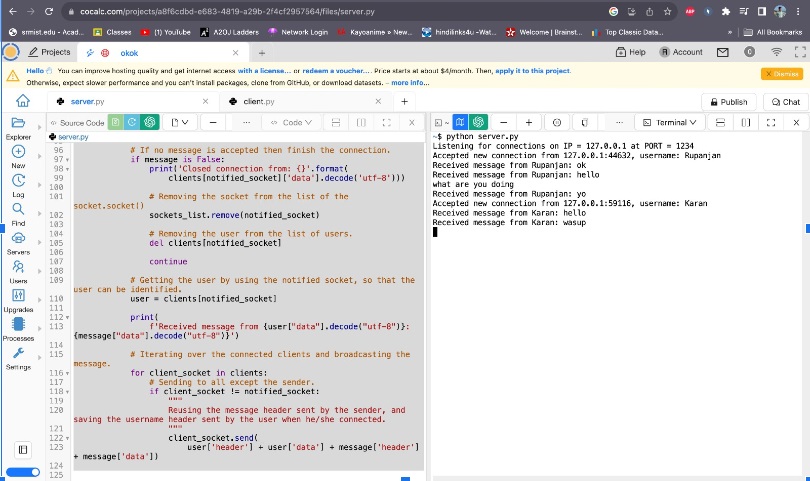 cocalc.com/projects/a8f6cdbd-e683-4819-a29b-2f4cf2957564/files/server.py
srmist.edu - Acad...
Courses
(1) YouTube
A2OJ Ladders
Network Login
Kayoanime » New...
hindilinks4u -Wat...
Welcome | Brainst...
Top Classic Data...
»
All Bookmarks
Projects
okok
Help
Account
Hello You can improve hosting quality and get internet access with a license... or redeem a voucher.... Price starts at about $4/month. Then, apply it to this project.
Otherwise, expect slower performance and you can't install packages, clone from GitHub, or download datasets. – more info...
Dismiss
Explorer
New
Log
Find
Servers
Users
Upgrades
Processes
Settings
server.py
client.py
Publish
Chat
Source Code
Code
Terminal
server.py
96 # If no message is accepted then finish the connection.
97 if message is False:
98 print('Closed connection from: {}'.format(
99 clients[notified_socket]['data'].decode('utf-8')))
100
101 # Removing the socket from the list of the
socket.socket()
102 sockets_list.remove(notified_socket)
103
104 # Removing the user from the list of users.
105 del clients[notified_socket]
106
107 continue
108
109 # Getting the user by using the notified socket, so that the
user can be identified.
110 user = clients[notified_socket]
111
112 print(
113 f'Received message from {user["data"].decode("utf-8")}:
{message["data"].decode("utf-8")}')
114
115 # Iterating over the connected clients and broadcasting the
message.
116 for client_socket in clients:
117 # Sending to all except the sender.
118 if client_socket != notified_socket:
119 """
120 Reusing the message header sent by the sender, and
saving the username header sent by the user when he/she connected.
121 """
122 client_socket.send(
123 user['header'] + user['data'] + message['header']
+ message['data'])
124
125
~$ python server.py
Listening for connections on IP = 127.0.0.1 at PORT = 1234
Accepted new connection from 127.0.0.1:44632, username: Rupanjan
Received message from Rupanjan: ok
Received message from Rupanjan: hello
what are you doing
Received message from Rupanjan: yo
Accepted new connection from 127.0.0.1:59116, username: Karan
Received message from Karan: hello
Received message from Karan: wasup